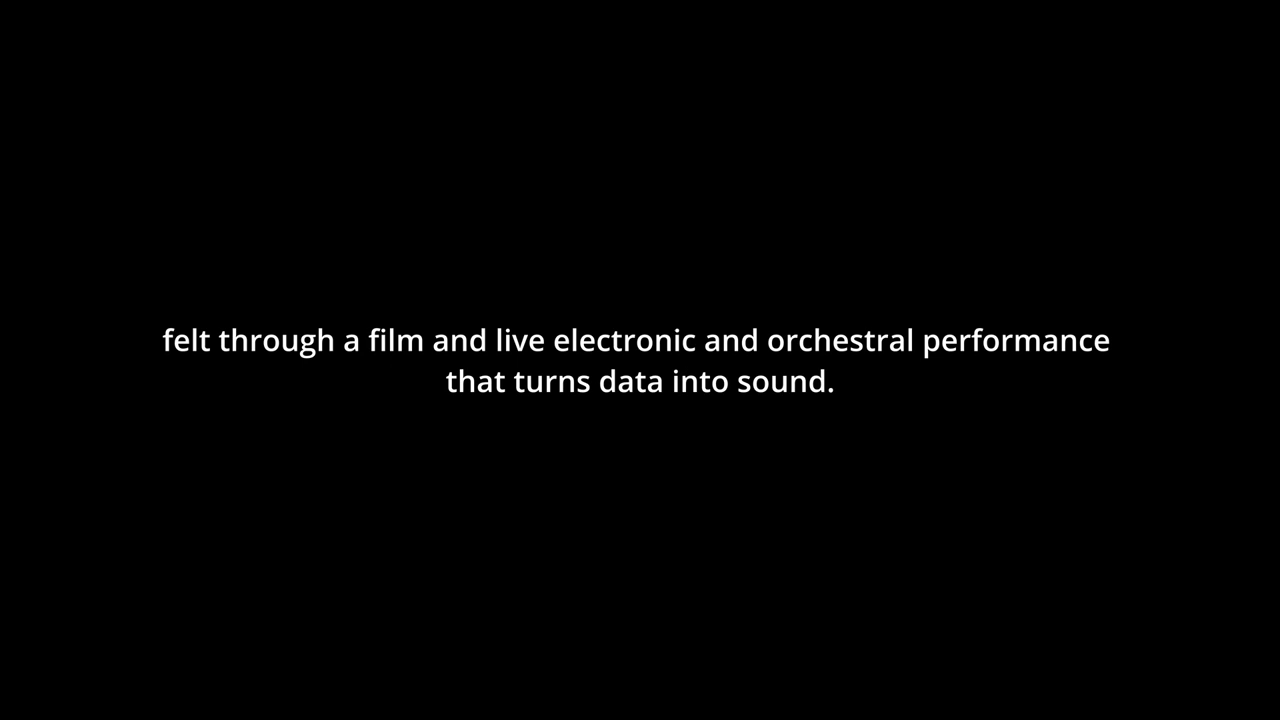 felt through a film and live electronic and orchestral performance
that turns data into sound.